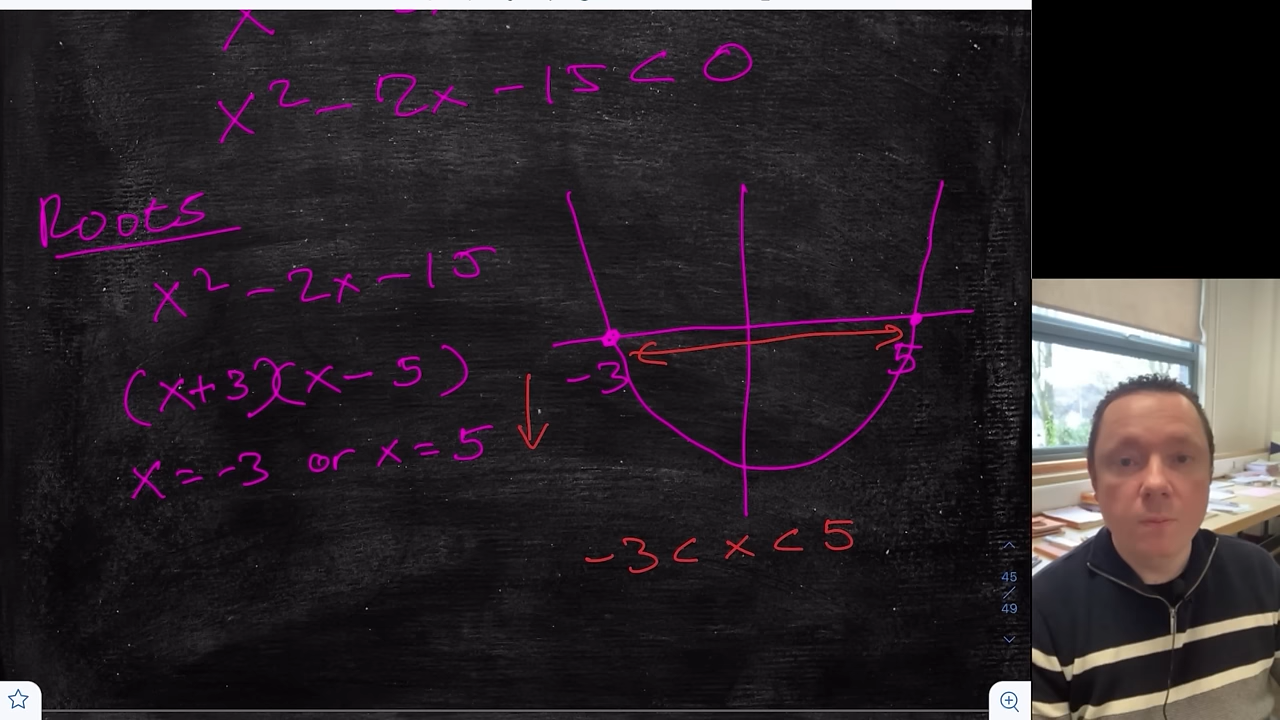 x² - 2x - 15 < 0
Roots
x² - 2x - 15
(x+3)(x-5)
x = -3 or x = 5
-3
5
-3 < x < 5
45
/
49